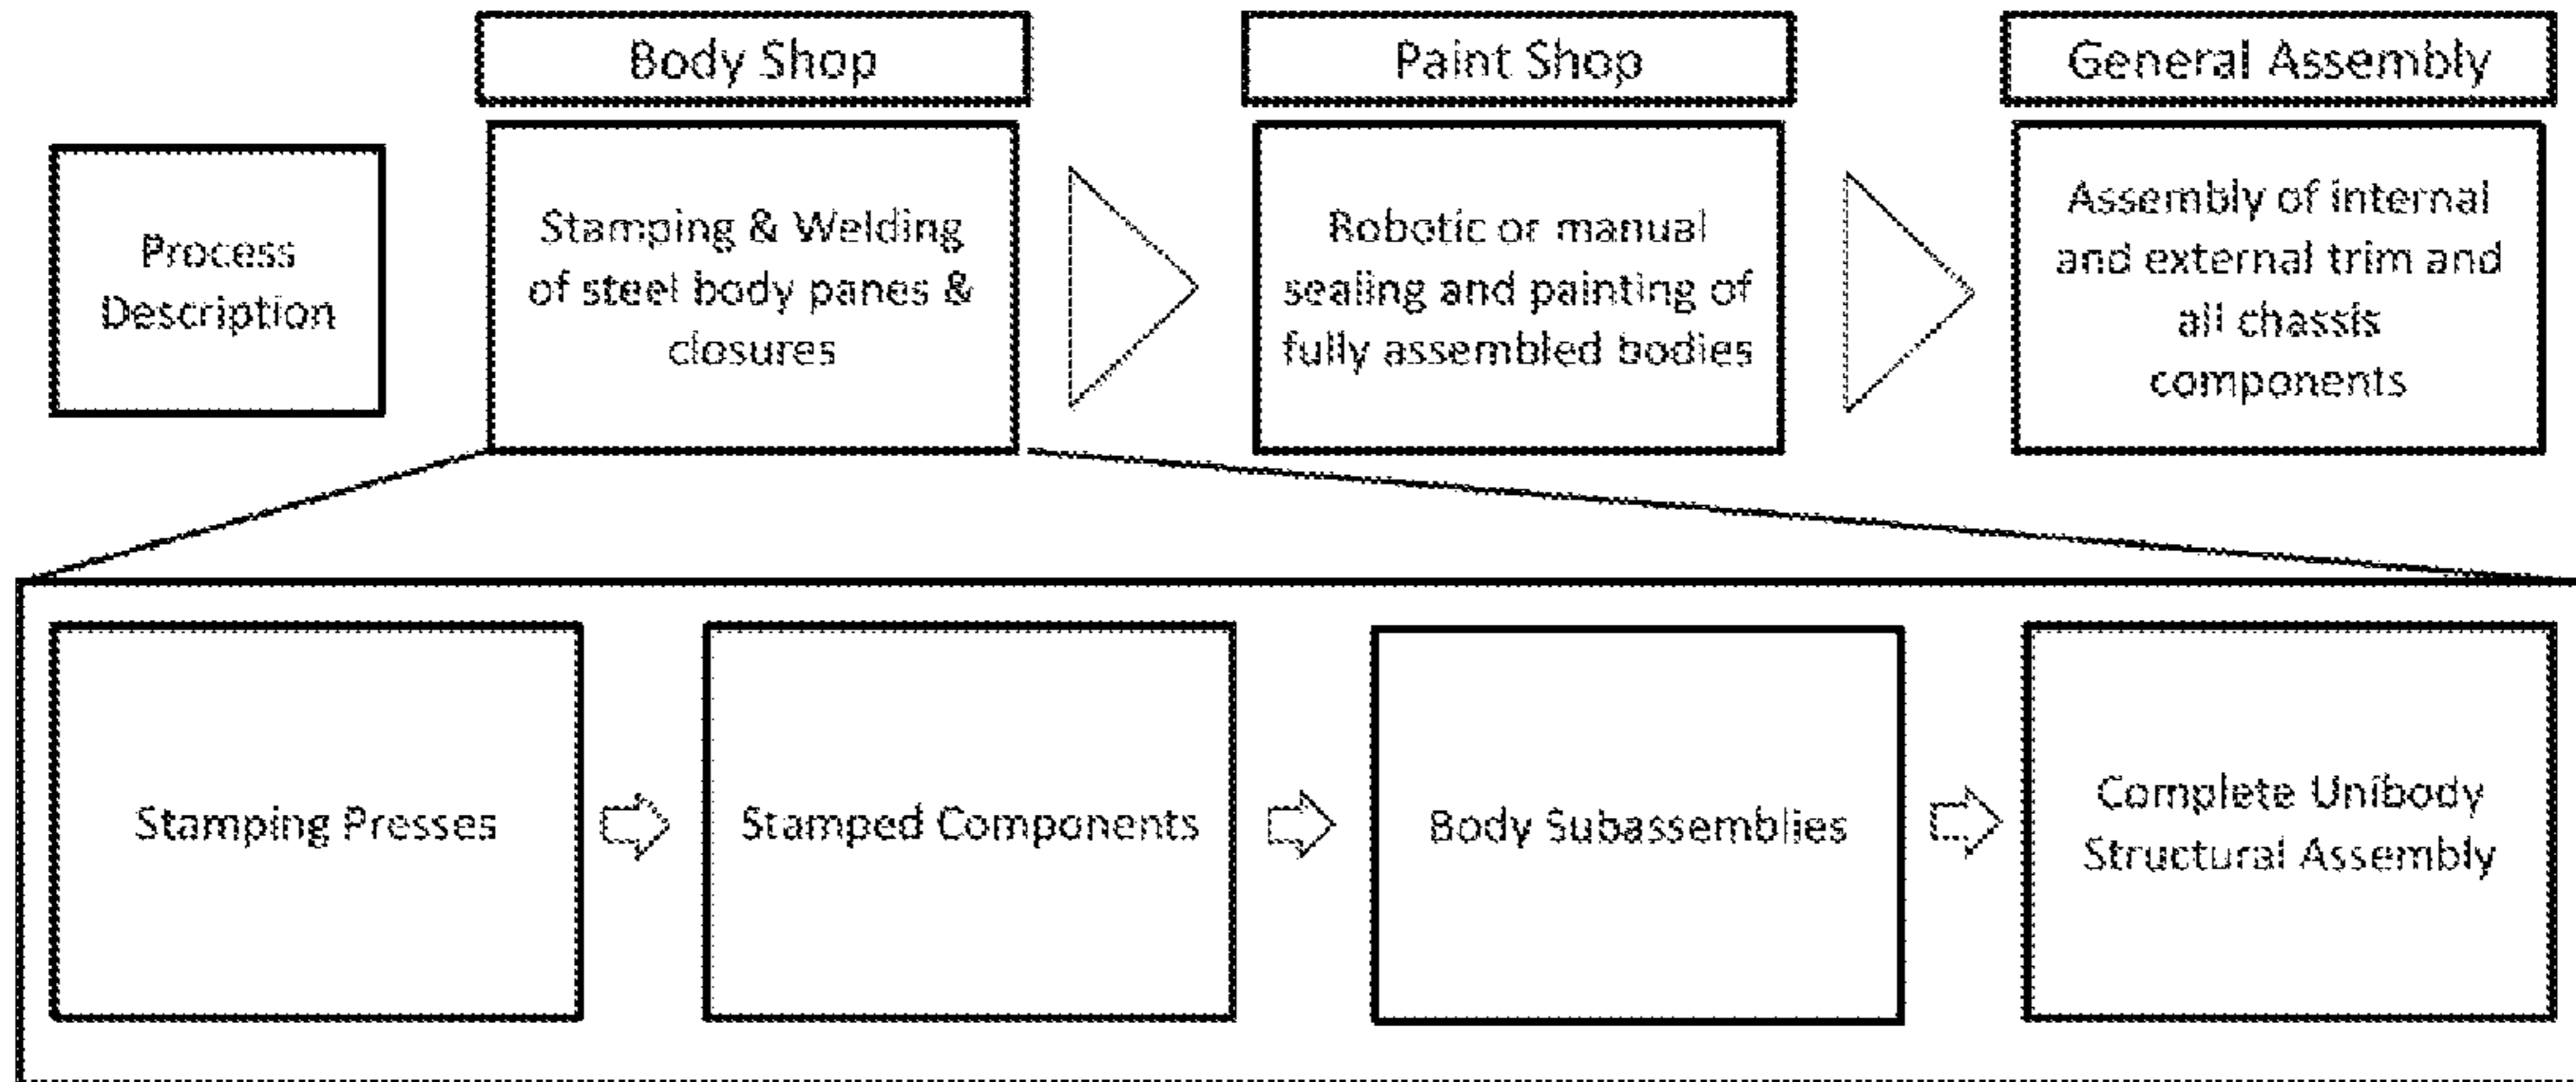 Body Shop
Paint Shop
General Assembly
Process
Description
Stamping & Welding
of steel body panes &
closures
Robotic or manual
sealing and painting of
fully assembled bodies
Assembly of internal
and external trim and
all chassis
components
Stamping Presses
Stamped Components
Body Subassemblies
Complete Unibody
Structural Assembly